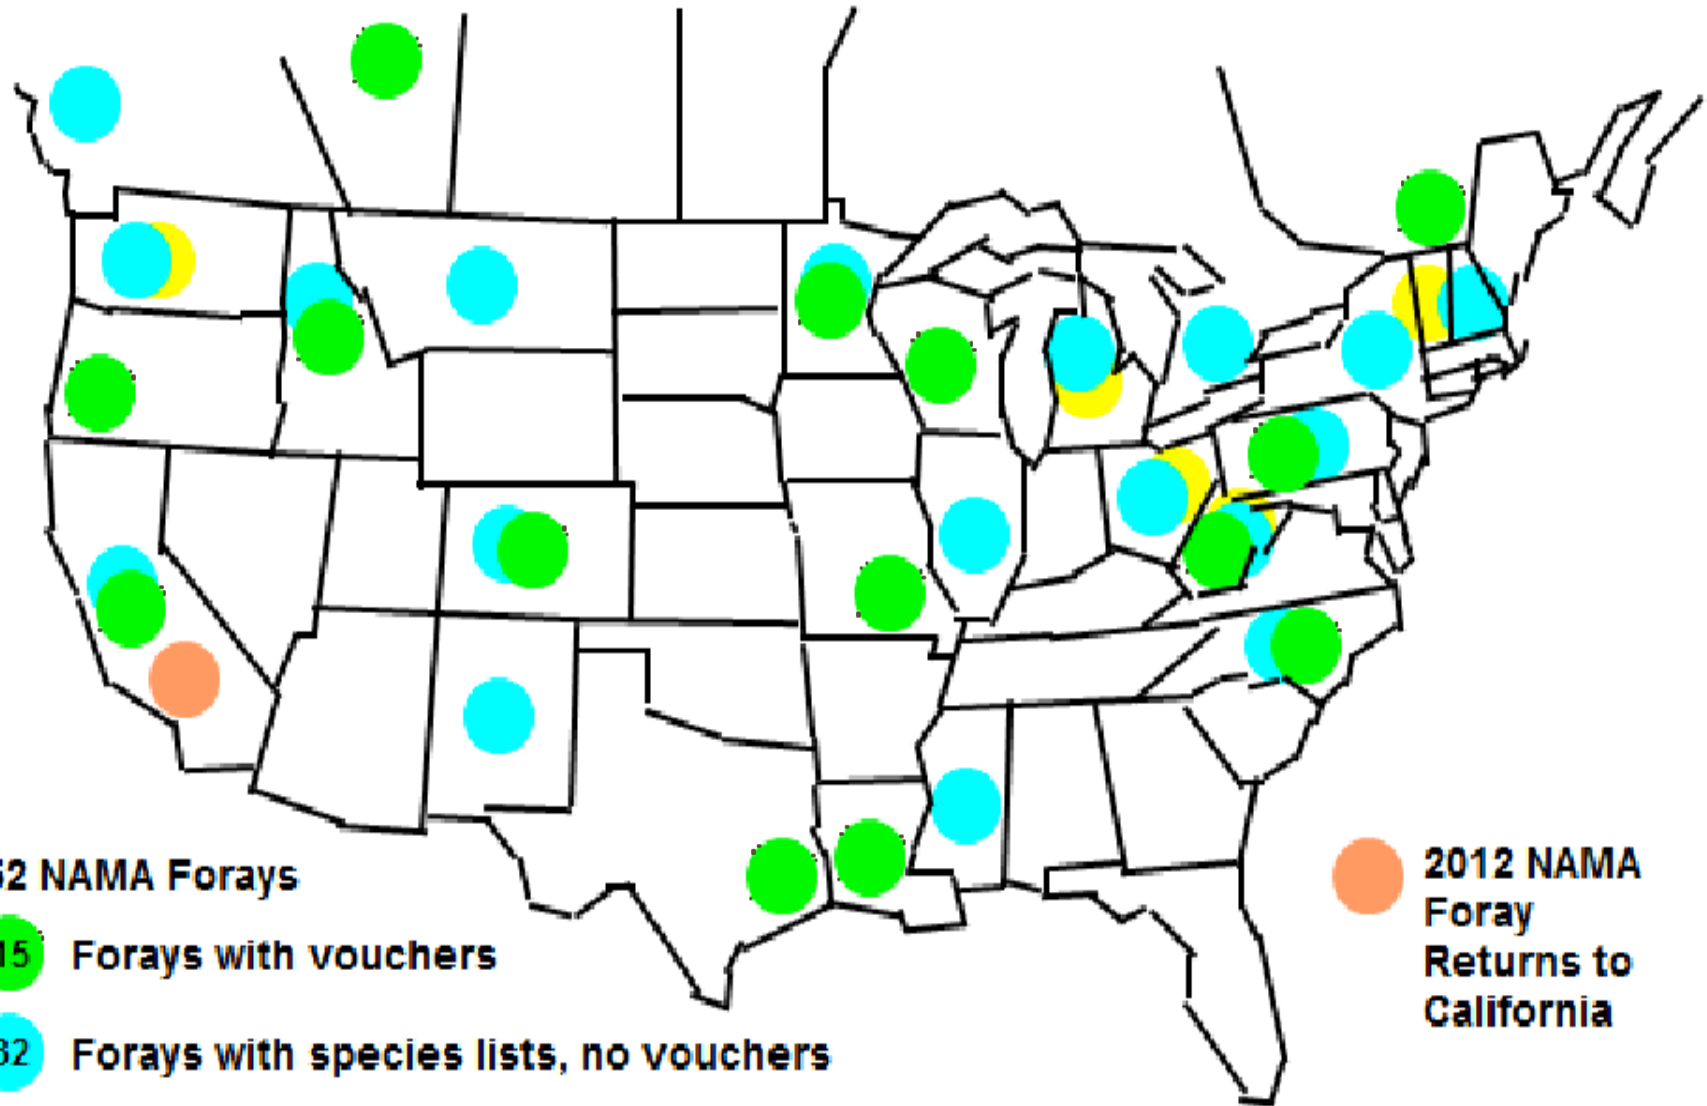 52 NAMA Forays
15 Forays with vouchers
32 Forays with species lists, no vouchers
2012 NAMA
Foray
Returns to
California